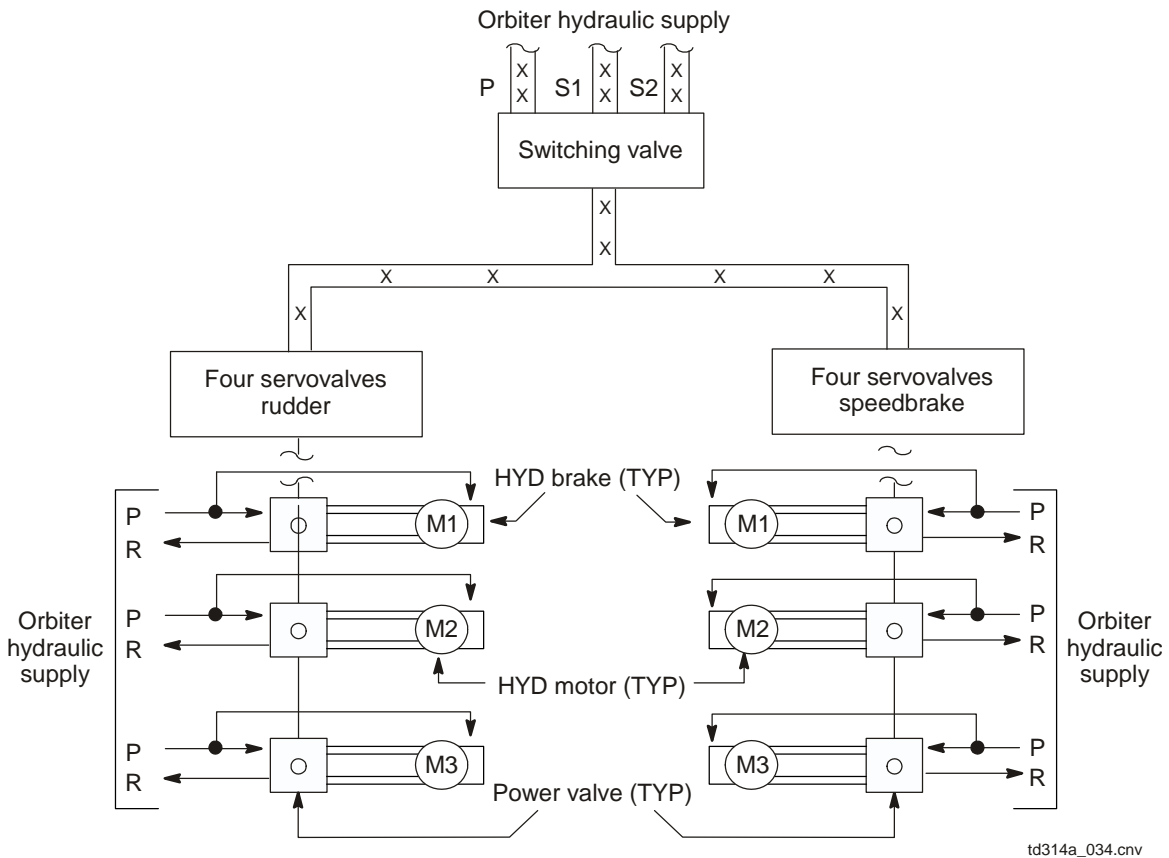 Orbiter hydraulic supply
X X X
P X S1 X S2 X
Switching valve
X
X
X X X X
X X
Four servovalves
rudder
Four servovalves
speedbrake
HYD brake (TYP)
P M1 M1 P
R R
Orbiter
hydraulic
supply
P M2 M2 P
R R
Orbiter
hydraulic
supply
HYD motor (TYP)
P M3 M3 P
R R
Power valve (TYP)
td314a_034.cnv